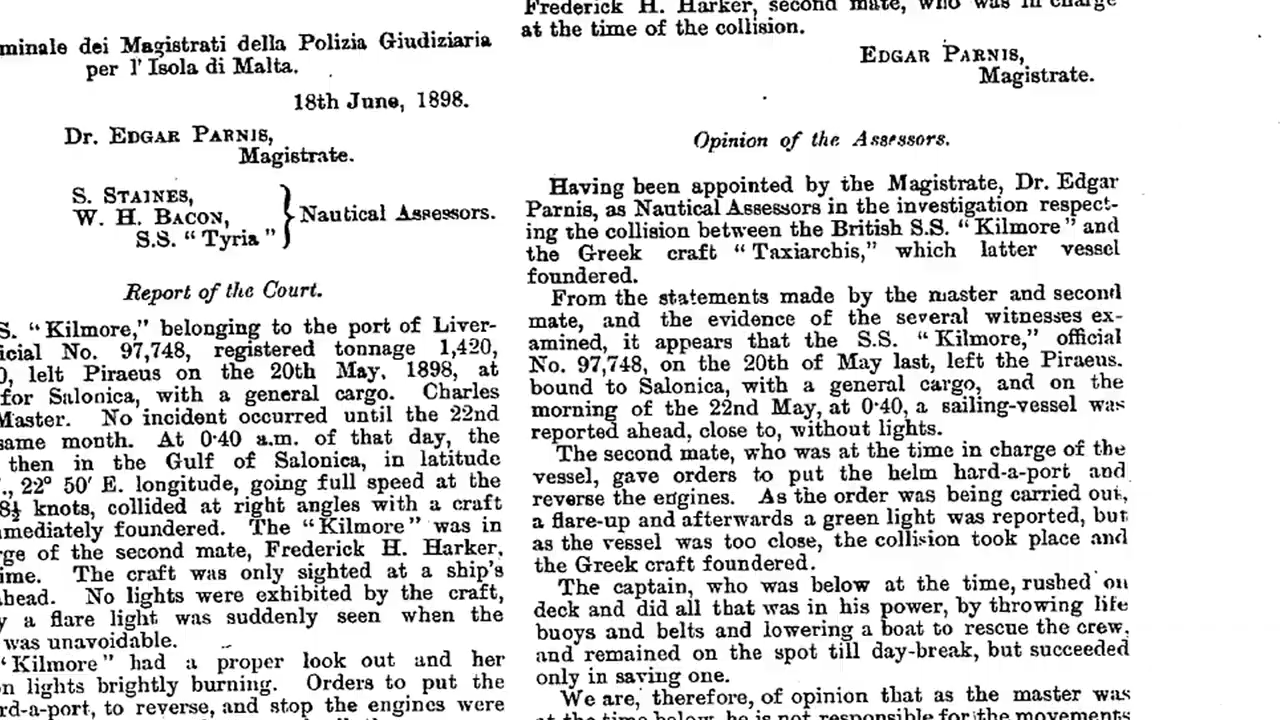 minale dei Magistrati della Polizia Giudiziaria
per l' Isola di Malta.
18th June, 1898.
Dr. EDGAR PARNIS,
Magistrate.
S. STAINES,
W. H. BACON,
S.S. "Tyria"
} Nautical Assessors.
Report of the Court.
S. "Kilmore," belonging to the port of Liver-
icial No. 97,748, registered tonnage 1,420,
0, left Piraeus on the 20th May, 1898, at
for Salonica, with a general cargo. Charles
Master. No incident occurred until the 22nd
same month. At 0·40 a.m. of that day, the
then in the Gulf of Salonica, in latitude
, 22° 50′ E. longitude, going full speed at the
8½ knots, collided at right angles with a craft
mmediately foundered. The "Kilmore" was in
rge of the second mate, Frederick H. Harker,
ime. The craft was only sighted at a ship's
ahead. No lights were exhibited by the craft,
y a flare light was suddenly seen when the
was unavoidable.
"Kilmore" had a proper look out and her
n lights brightly burning. Orders to put the
rd-a-port, to reverse, and stop the engines were
Frederick H. Harker, second mate, who was in charge
at the time of the collision.
EDGAR PARNIS,
Magistrate.
Opinion of the Assessors.
Having been appointed by the Magistrate, Dr. Edgar
Parnis, as Nautical Assessors in the investigation respect-
ing the collision between the British S.S. "Kilmore" and
the Greek craft "Taxiarchis," which latter vessel
foundered.
From the statements made by the master and second
mate, and the evidence of the several witnesses ex-
amined, it appears that the S.S. "Kilmore," official
No. 97,748, on the 20th of May last, left the Piraeus.
bound to Salonica, with a general cargo, and on the
morning of the 22nd May, at 0·40, a sailing-vessel was
reported ahead, close to, without lights.
The second mate, who was at the time in charge of the
vessel, gave orders to put the helm hard-a-port and
reverse the engines. As the order was being carried out,
a flare-up and afterwards a green light was reported, but
as the vessel was too close, the collision took place and
the Greek craft foundered.
The captain, who was below at the time, rushed on
deck and did all that was in his power, by throwing life
buoys and belts and lowering a boat to rescue the crew,
and remained on the spot till day-break, but succeeded
only in saving one.
We are, therefore, of opinion that as the master was
at the time below, he is not responsible for the movements